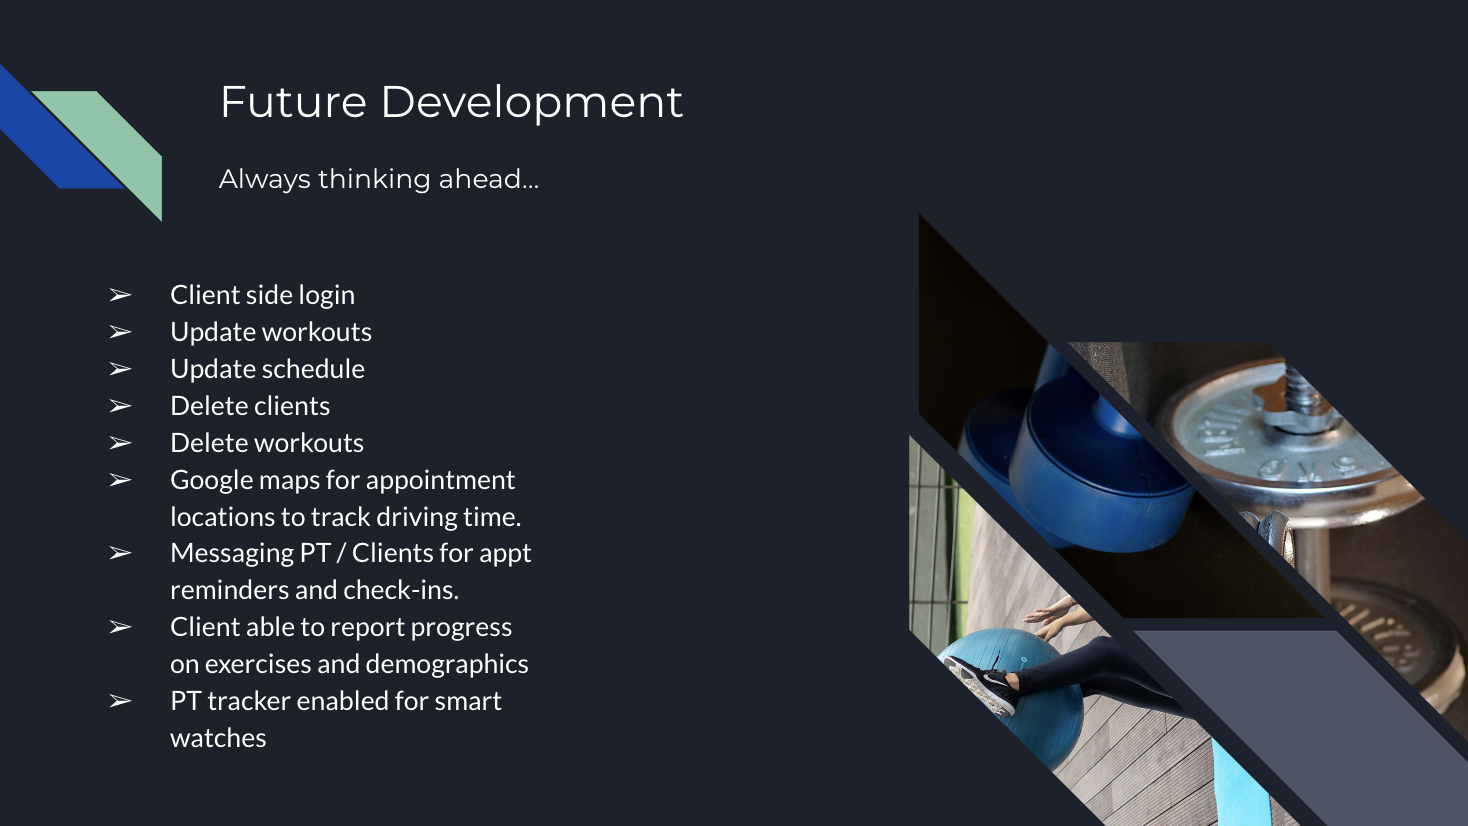 Future Development
Always thinking ahead...
➢ Client side login
➢ Update workouts
➢ Update schedule
➢ Delete clients
➢ Delete workouts
➢ Google maps for appointment
locations to track driving time.
➢ Messaging PT / Clients for appt
reminders and check-ins.
➢ Client able to report progress
on exercises and demographics
➢ PT tracker enabled for smart
watches